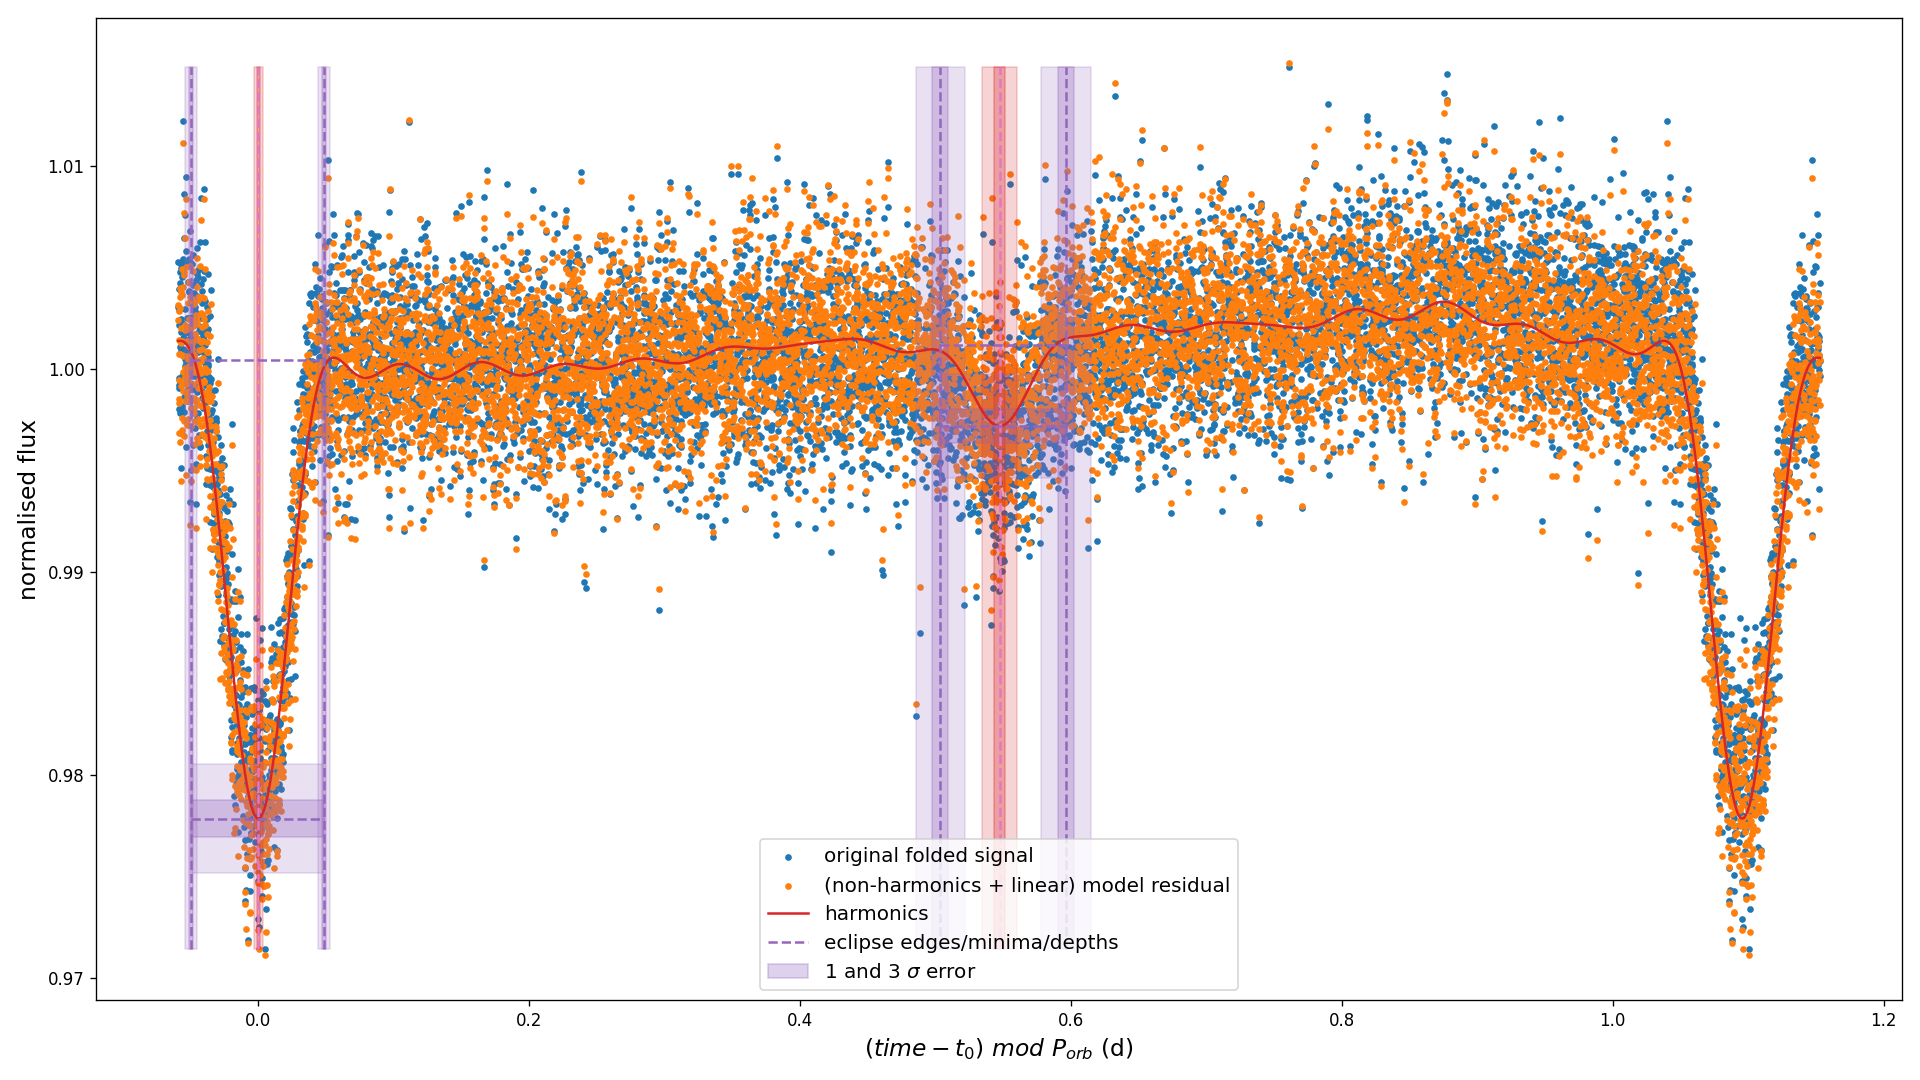 normalised flux
1.01
1.00
0.99
0.98
0.97
0.0
0.2
0.4
0.6
0.8
1.0
1.2
(time − t₀) mod Pₒᵣb (d)
original folded signal
(non-harmonics + linear) model residual
harmonics
eclipse edges/minima/depths
1 and 3 σ error